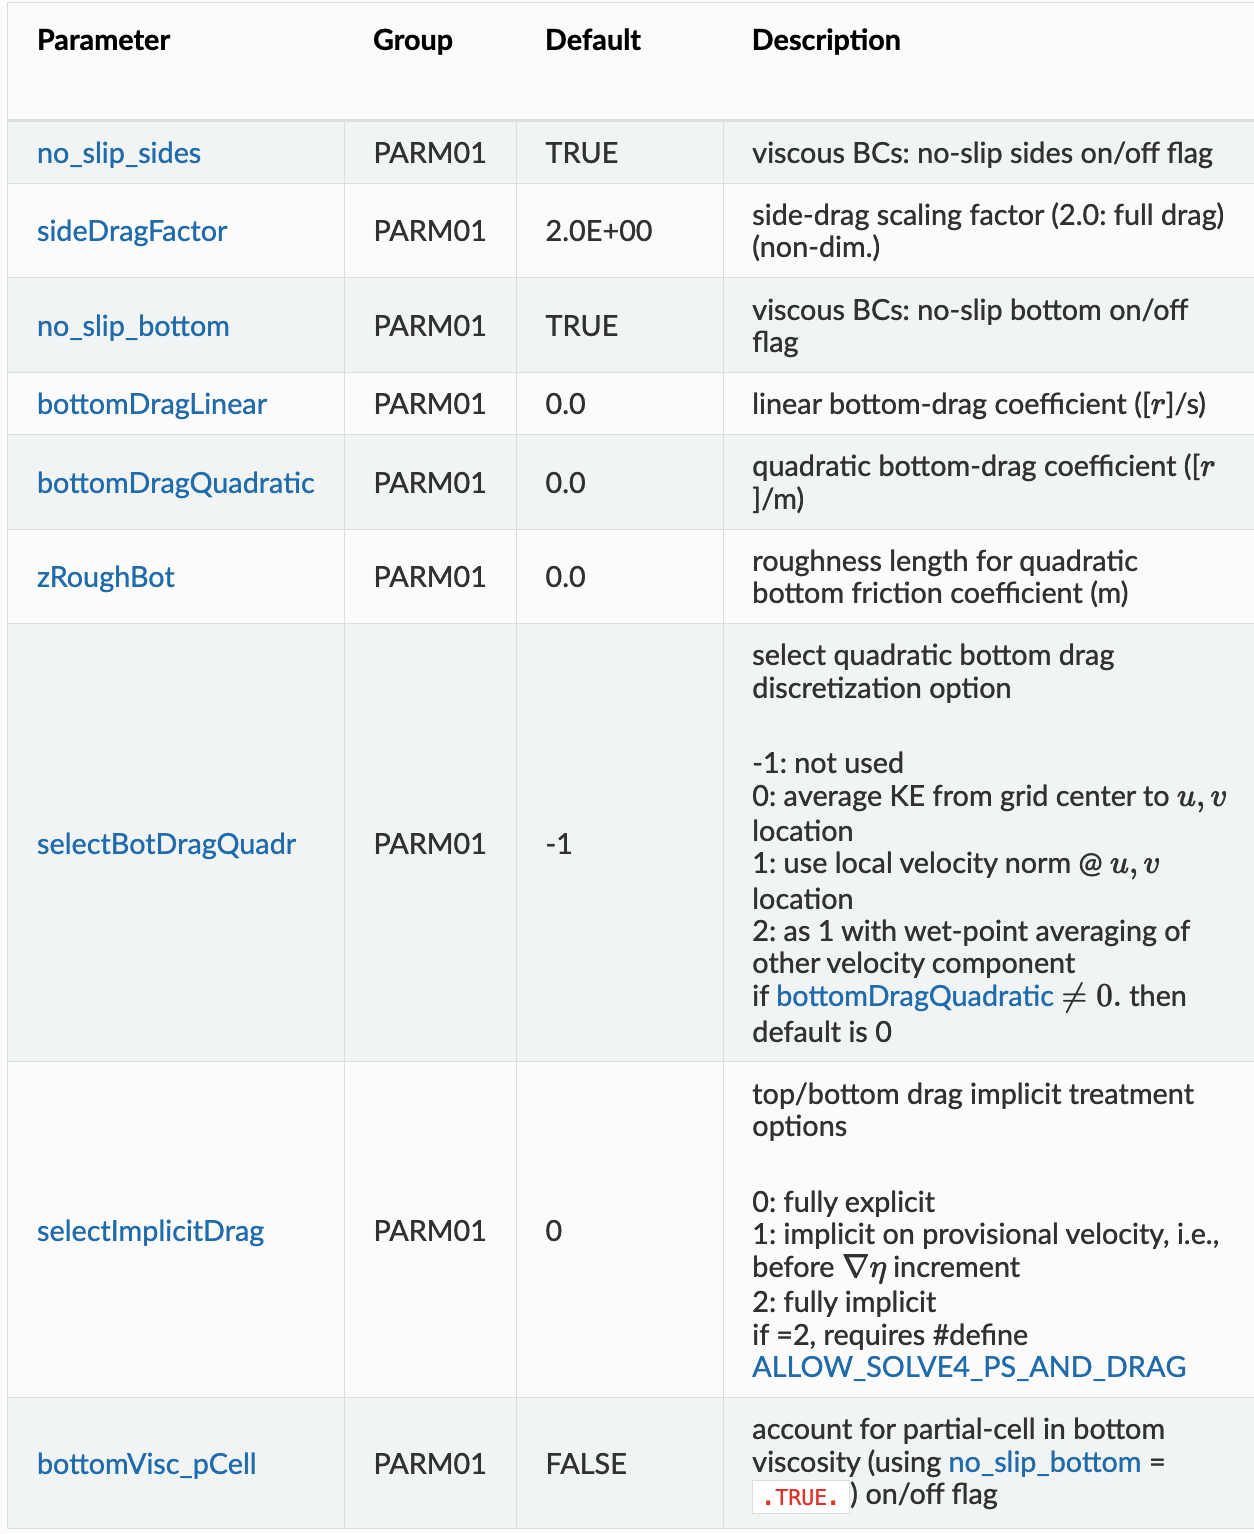 Parameter Group Default Description
no_slip_sides PARM01 TRUE viscous BCs: no-slip sides on/off flag
sideDragFactor PARM01 2.0E+00 side-drag scaling factor (2.0: full drag)
(non-dim.)
no_slip_bottom PARM01 TRUE viscous BCs: no-slip bottom on/off
flag
bottomDragLinear PARM01 0.0 linear bottom-drag coefficient ([r]/s)
bottomDragQuadratic PARM01 0.0 quadratic bottom-drag coefficient ([r
]/m)
zRoughBot PARM01 0.0 roughness length for quadratic
bottom friction coefficient (m)
selectBotDragQuadr PARM01 -1 select quadratic bottom drag
discretization option
-1: not used
0: average KE from grid center to u, v
location
1: use local velocity norm @ u, v
location
2: as 1 with wet-point averaging of
other velocity component
if bottomDragQuadratic ≠ 0. then
default is 0
selectImplicitDrag PARM01 0 top/bottom drag implicit treatment
options
0: fully explicit
1: implicit on provisional velocity, i.e.,
before ∇η increment
2: fully implicit
if =2, requires #define
ALLOW_SOLVE4_PS_AND_DRAG
bottomVisc_pCell PARM01 FALSE account for partial-cell in bottom
viscosity (using no_slip_bottom =
.TRUE.) on/off flag